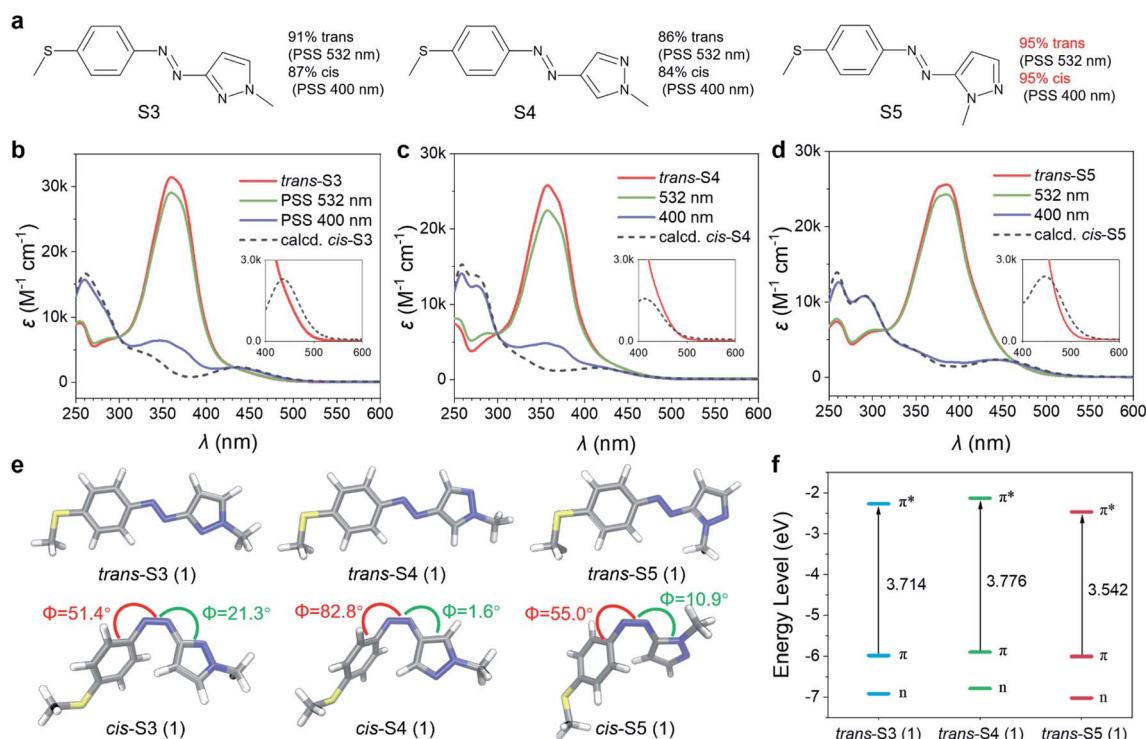 a
S
N
N
N
N
S3
91% trans
(PSS 532 nm)
87% cis
(PSS 400 nm)
S
N
N
N
N
S4
86% trans
(PSS 532 nm)
84% cis
(PSS 400 nm)
S
N
N
N
N
S5
95% trans
(PSS 532 nm)
95% cis
(PSS 400 nm)
b
30k
20k
10k
0
ε (M⁻¹ cm⁻¹)
trans-S3
PSS 532 nm
PSS 400 nm
calcd. cis-S3
3.0k
0.0
400 500 600
250 300 350 400 450 500 550 600
λ (nm)
c
30k
20k
10k
0
ε (M⁻¹ cm⁻¹)
trans-S4
532 nm
400 nm
calcd. cis-S4
3.0k
0.0
400 500 600
250 300 350 400 450 500 550 600
λ (nm)
d
30k
20k
10k
0
ε (M⁻¹ cm⁻¹)
trans-S5
532 nm
400 nm
calcd. cis-S5
3.0k
0.0
400 500 600
250 300 350 400 450 500 550 600
λ (nm)
e
trans-S3 (1)
trans-S4 (1)
trans-S5 (1)
Φ=51.4°
Φ=21.3°
Φ=82.8°
Φ=1.6°
Φ=55.0°
Φ=10.9°
cis-S3 (1)
cis-S4 (1)
cis-S5 (1)
f
-2
-3
-4
-5
-6
-7
Energy Level (eV)
π*
3.714
π
n
π*
3.776
π
n
π*
3.542
π
n
trans-S3 (1) trans-S4 (1) trans-S5 (1)